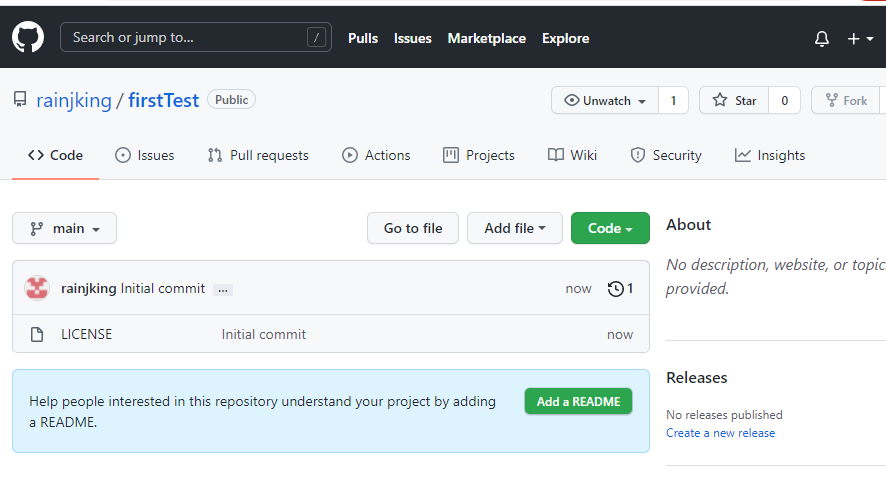 Search or jump to... / Pulls Issues Marketplace Explore
rainjking / firstTest Public Unwatch 1 Star 0 Fork
Code Issues Pull requests Actions Projects Wiki Security Insights
main Go to file Add file Code About
No description, website, or topic
provided.
rainjking Initial commit ... now 1
LICENSE Initial commit now
Releases
Help people interested in this repository understand your project by adding
a README.
Add a README
No releases published
Create a new release